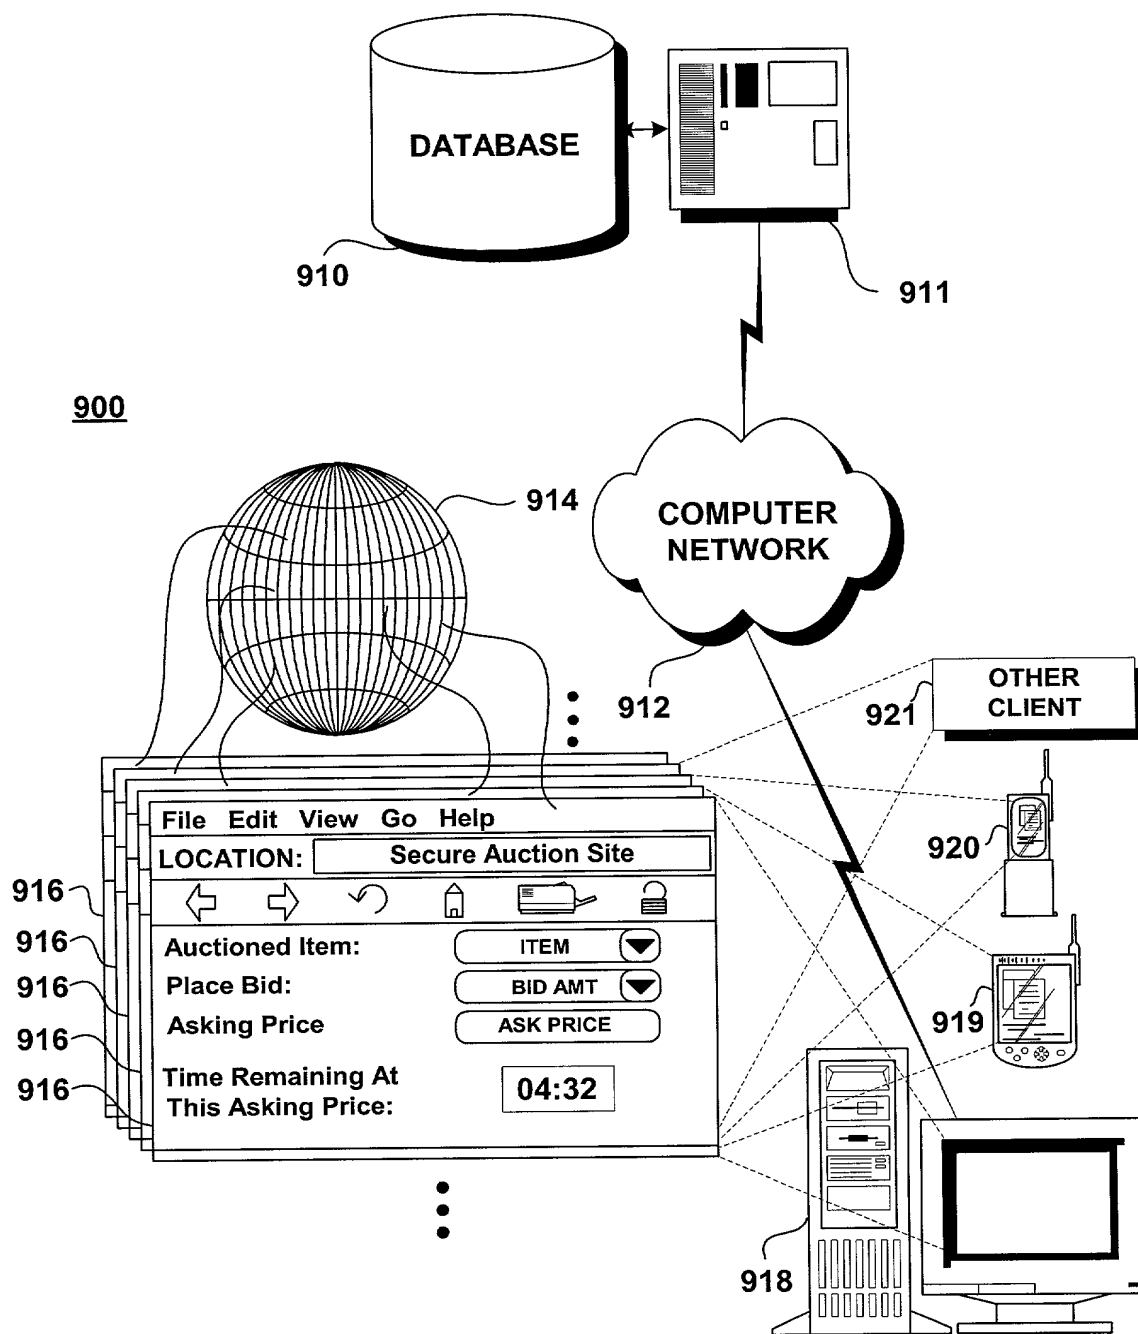 DATABASE
910
911
900
914
COMPUTER
NETWORK
912
921
OTHER
CLIENT
920
919
918
File Edit View Go Help
LOCATION: Secure Auction Site
916
916
916
916
916
Auctioned Item: ITEM
Place Bid: BID AMT
Asking Price ASK PRICE
Time Remaining At
This Asking Price: 04:32